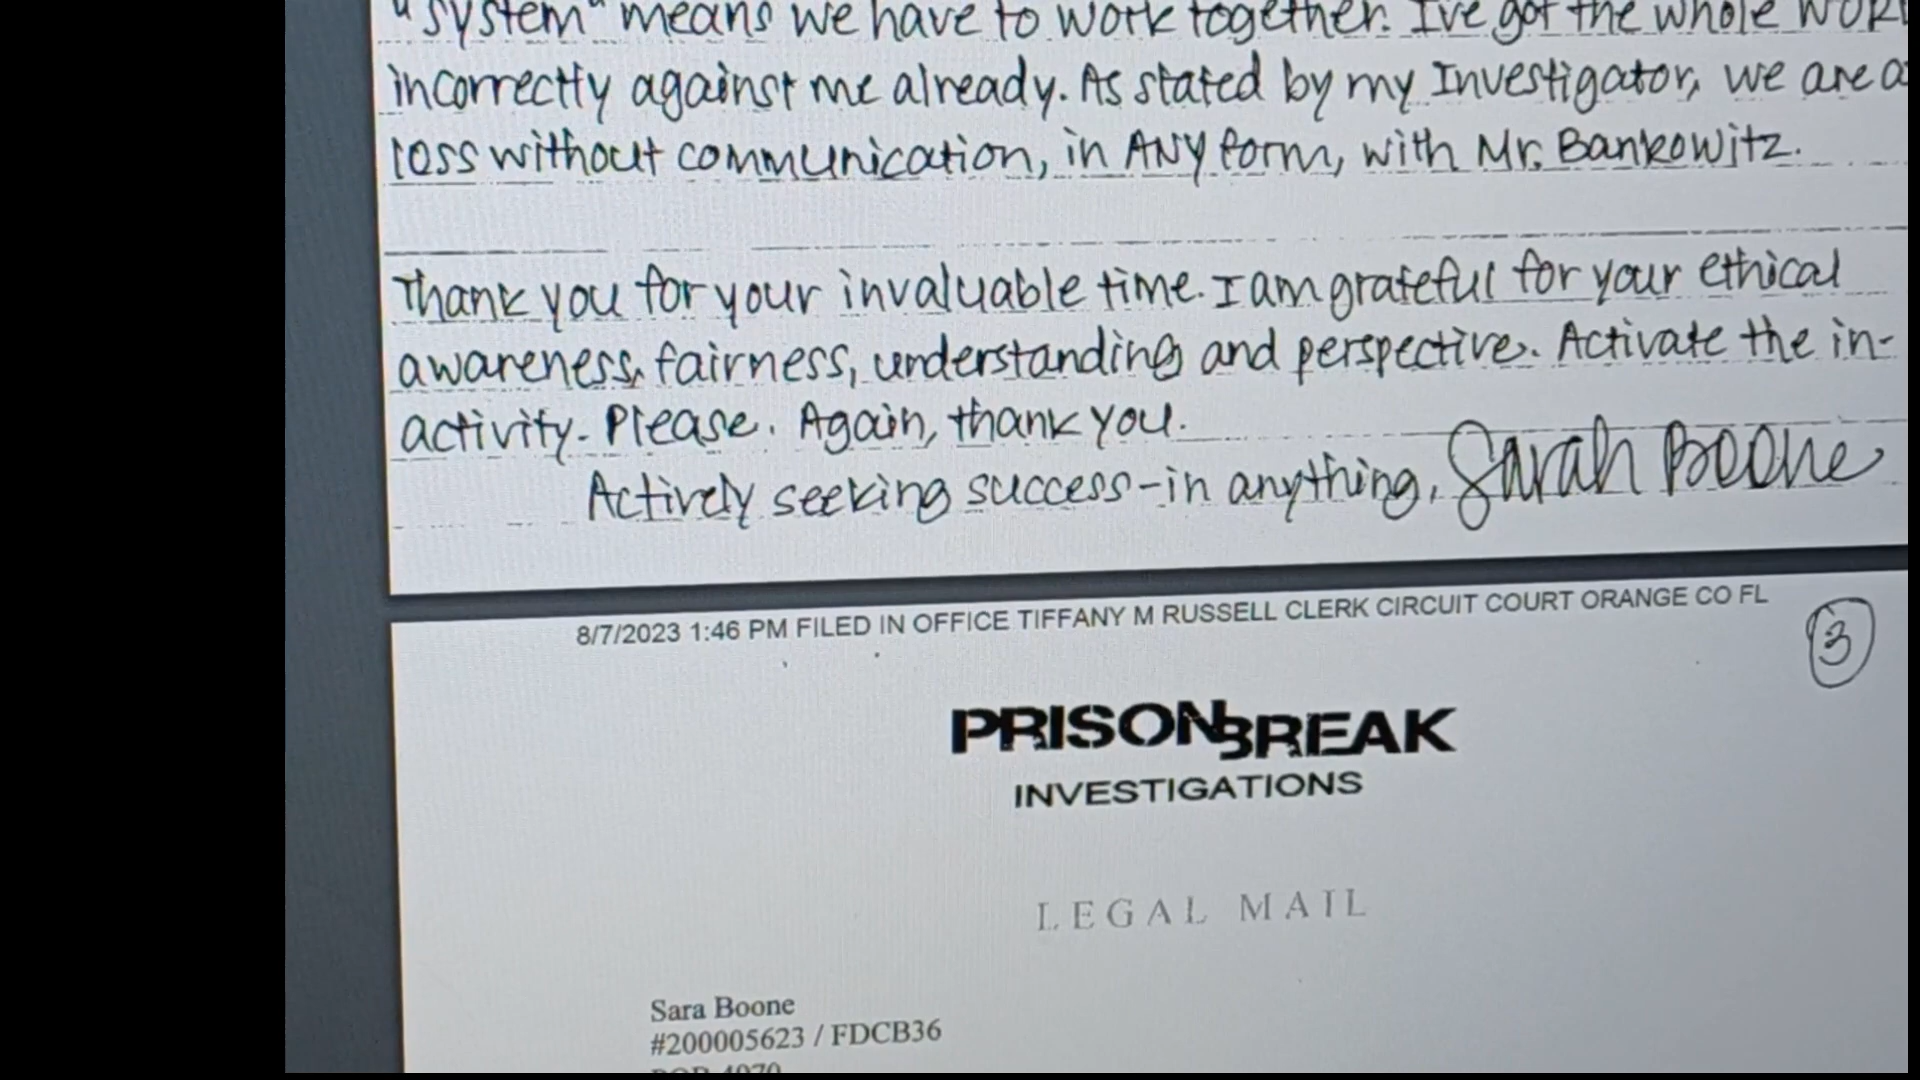 "system" means we have to work together. I've got the whole
incorrectly against me already. As stated by my Investigator, we are a
loss without communication, in ANY form, with Mr. Bankowitz.
Thank you for your invaluable time. I am grateful for your ethical
awareness, fairness, understanding and perspective. Activate the in-
activity. Please. Again, thank you.
Actively seeking success-in anything, Sarah Boone
8/7/2023 1:46 PM FILED IN OFFICE TIFFANY M RUSSELL CLERK CIRCUIT COURT ORANGE CO FL
3
PRISON BREAK
INVESTIGATIONS
LEGAL MAIL
Sara Boone
#200005623 / FDCB36